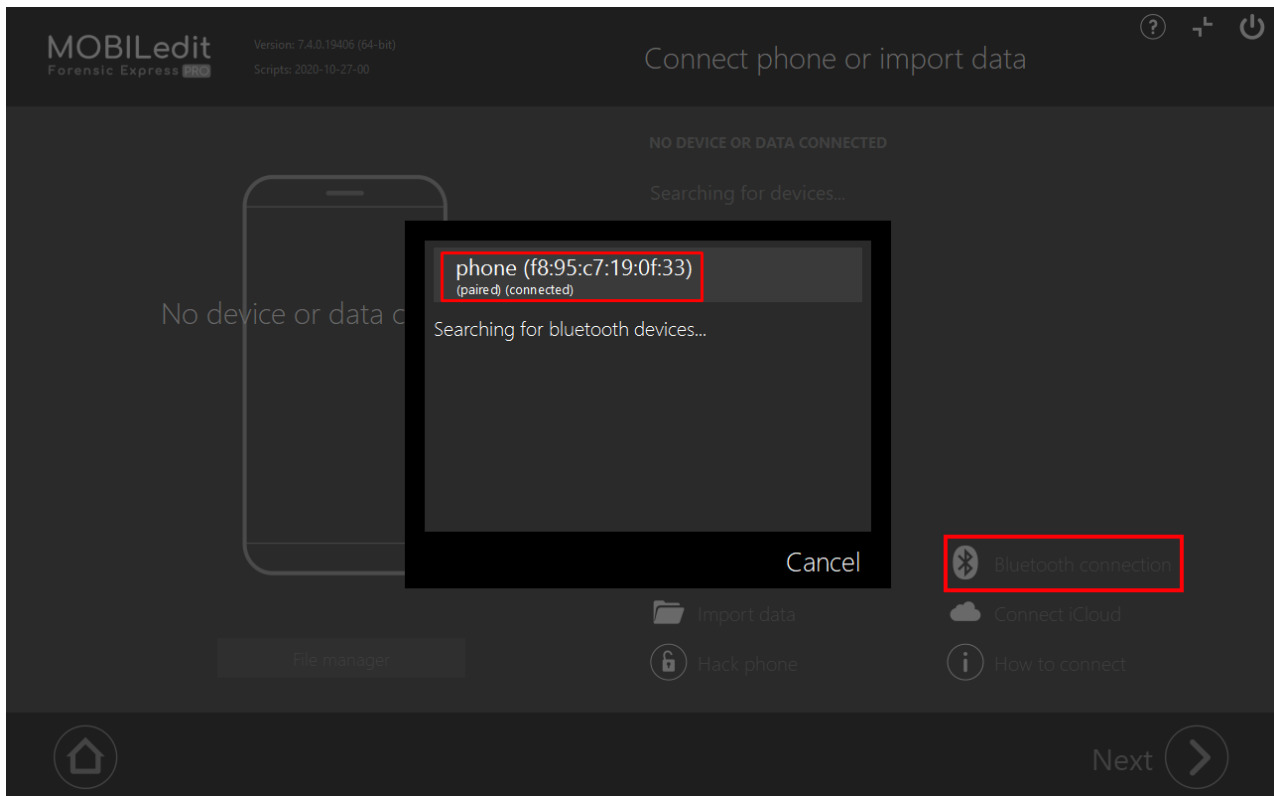 MOBILedit
Forensic Express PRO
Version: 7.4.0.19406 (64-bit)
Scripts: 2020-10-27-00
Connect phone or import data
?
NO DEVICE OR DATA CONNECTED
Searching for devices...
No device or data c
phone (f8:95:c7:19:0f:33)
(paired) (connected)
Searching for bluetooth devices...
Cancel
Bluetooth connection
Import data
Connect iCloud
File manager
Hack phone
How to connect
Next